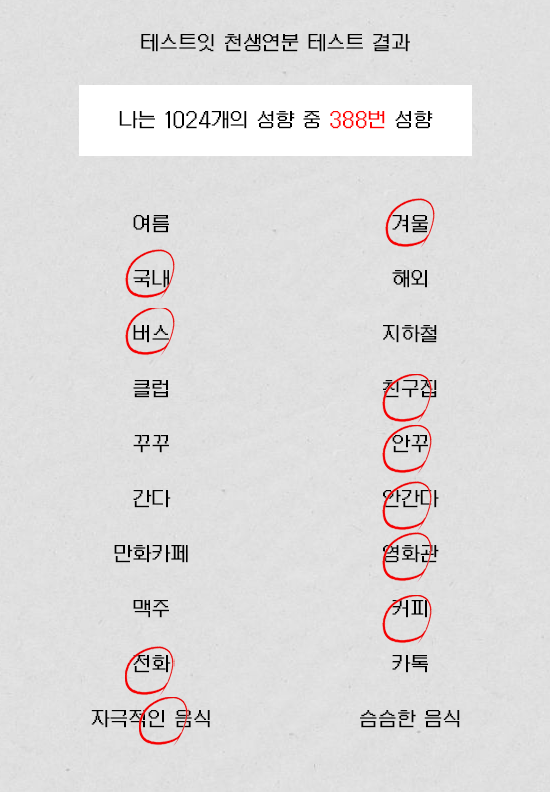 테스트잇 천생연분 테스트 결과
나는 1024개의 성향 중 388번 성향
여름 겨울
국내 해외
버스 지하철
클럽 친구집
꾸꾸 안꾸
간다 안간다
만화카페 영화관
맥주 커피
전화 카톡
자극적인 음식 슴슴한 음식